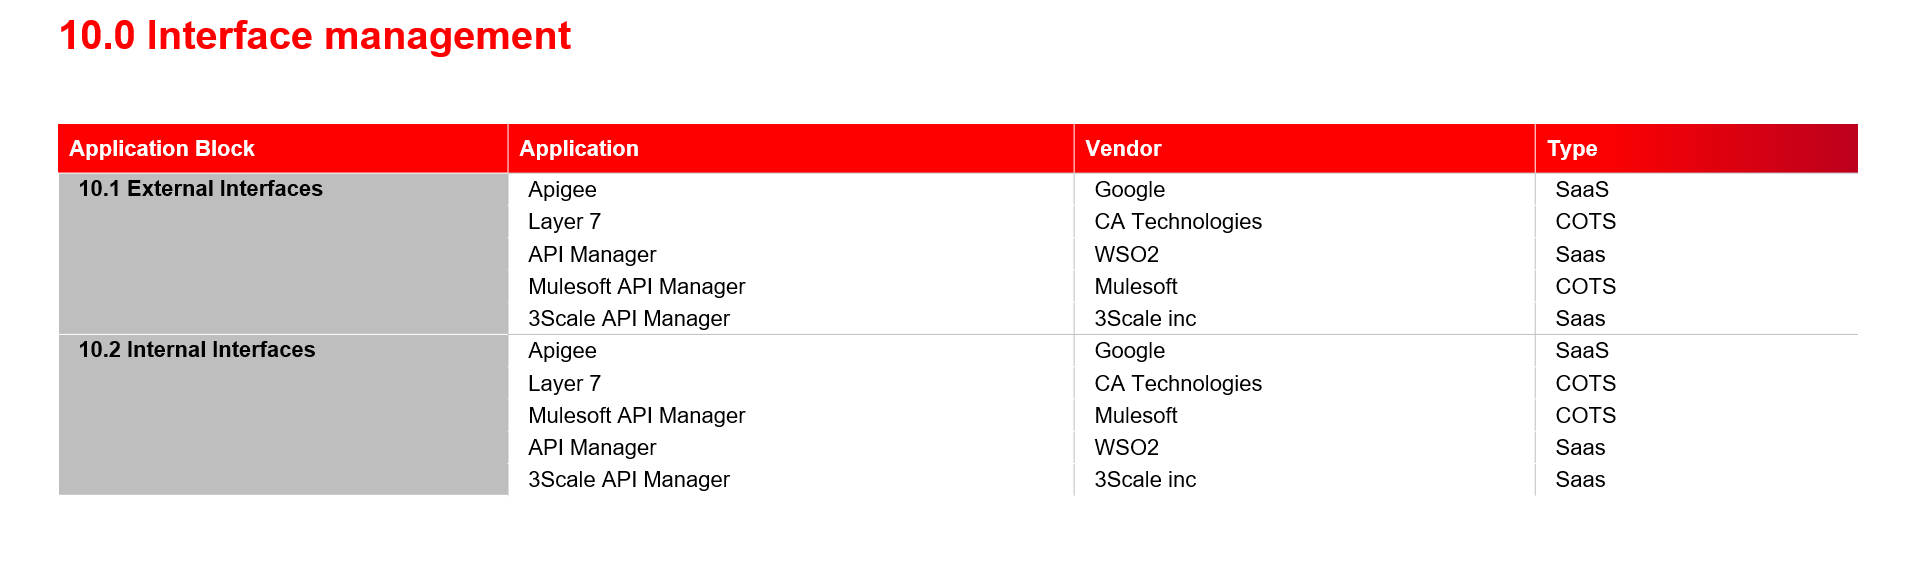 10.0 Interface management
Application Block Application Vendor Type
10.1 External Interfaces Apigee Google SaaS
Layer 7 CA Technologies COTS
API Manager WSO2 Saas
Mulesoft API Manager Mulesoft COTS
3Scale API Manager 3Scale inc Saas
10.2 Internal Interfaces Apigee Google SaaS
Layer 7 CA Technologies COTS
Mulesoft API Manager Mulesoft COTS
API Manager WSO2 Saas
3Scale API Manager 3Scale inc Saas